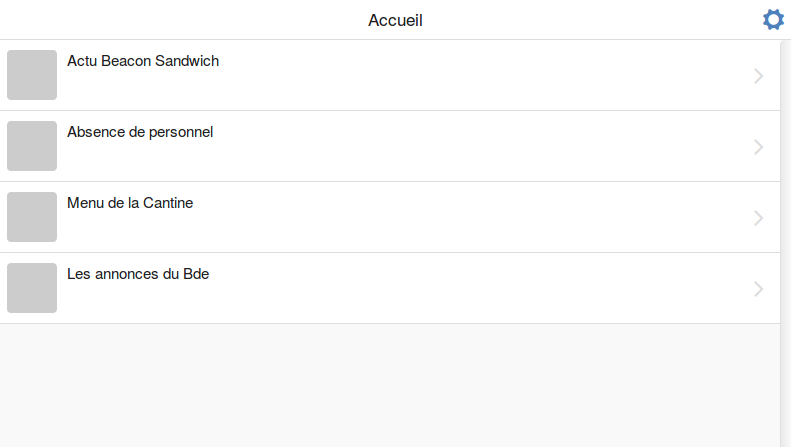 Accueil
Actu Beacon Sandwich
Absence de personnel
Menu de la Cantine
Les annonces du Bde